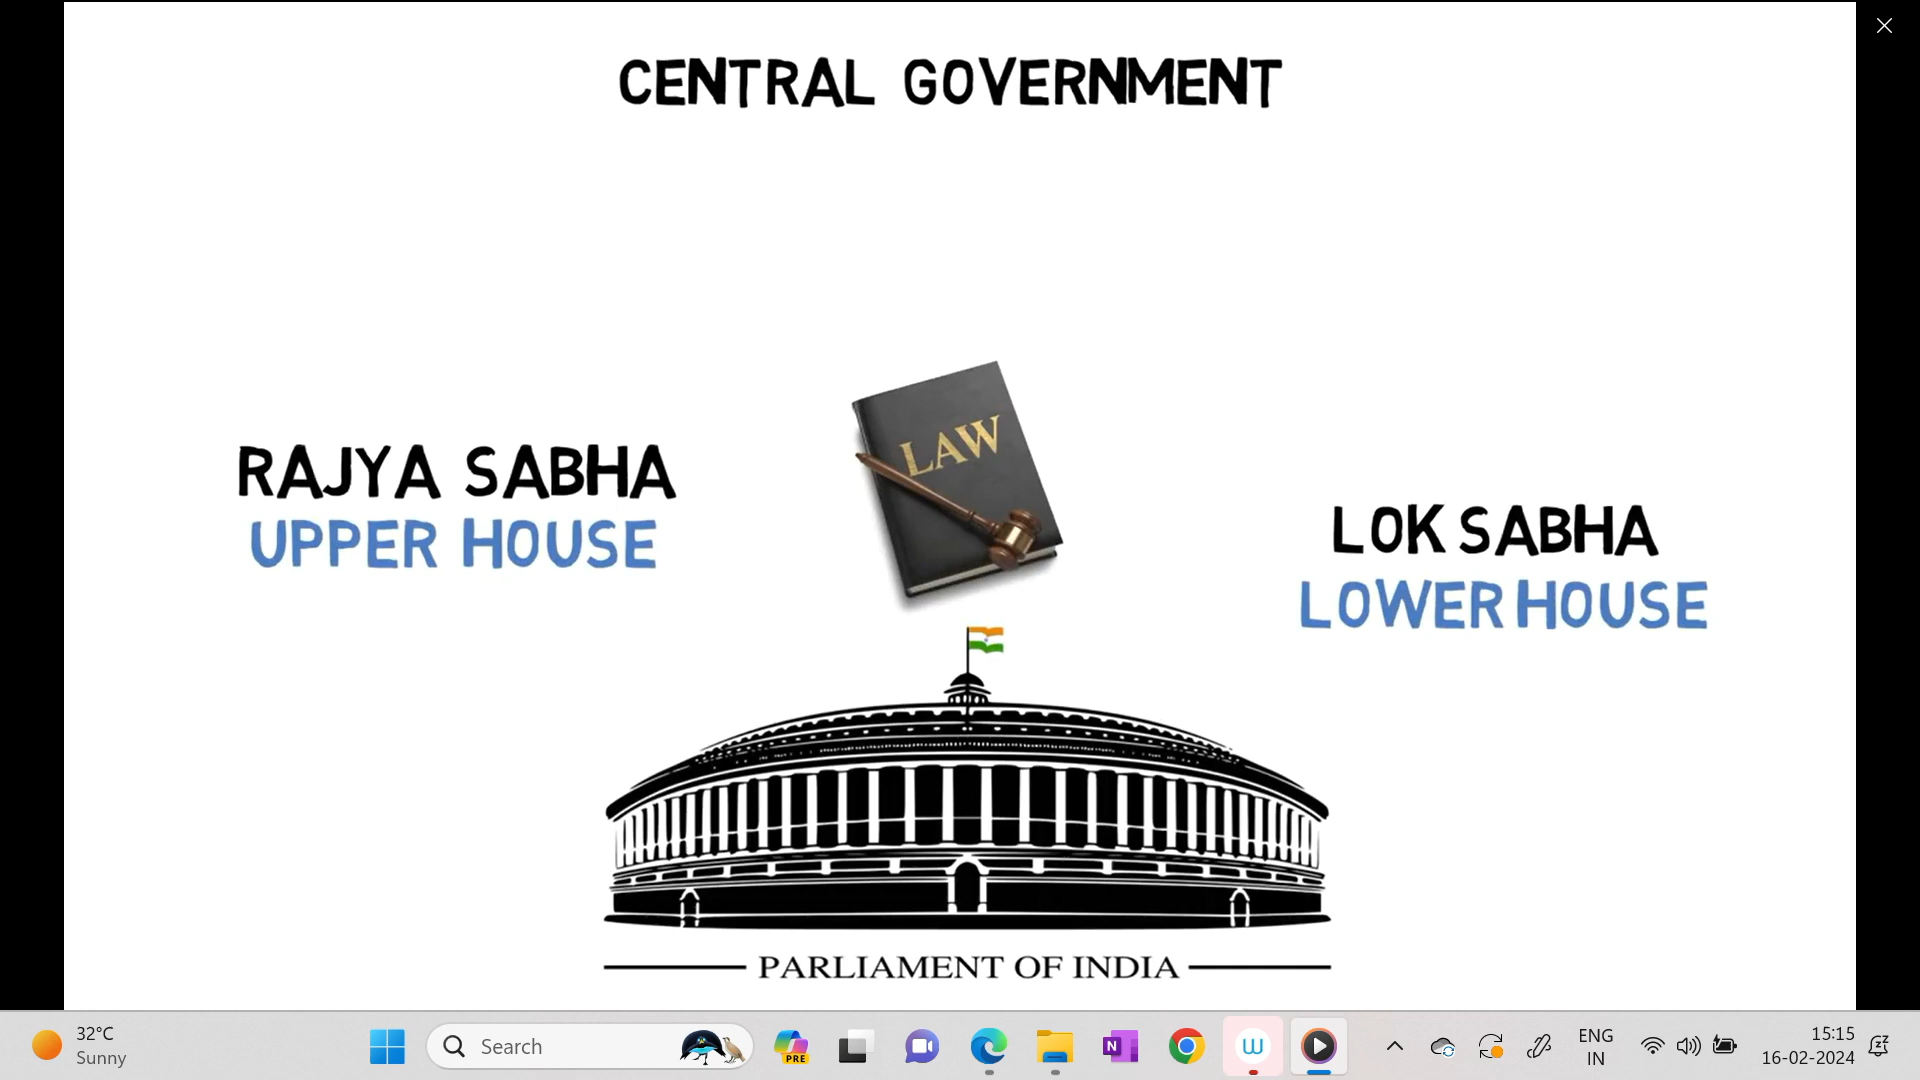 CENTRAL GOVERNMENT
LAW
RAJYA SABHA
UPPER HOUSE
LOK SABHA
LOWER HOUSE
PARLIAMENT OF INDIA
32°C
Sunny
Search
PRE
N
W
ENG
IN
15:15
16-02-2024